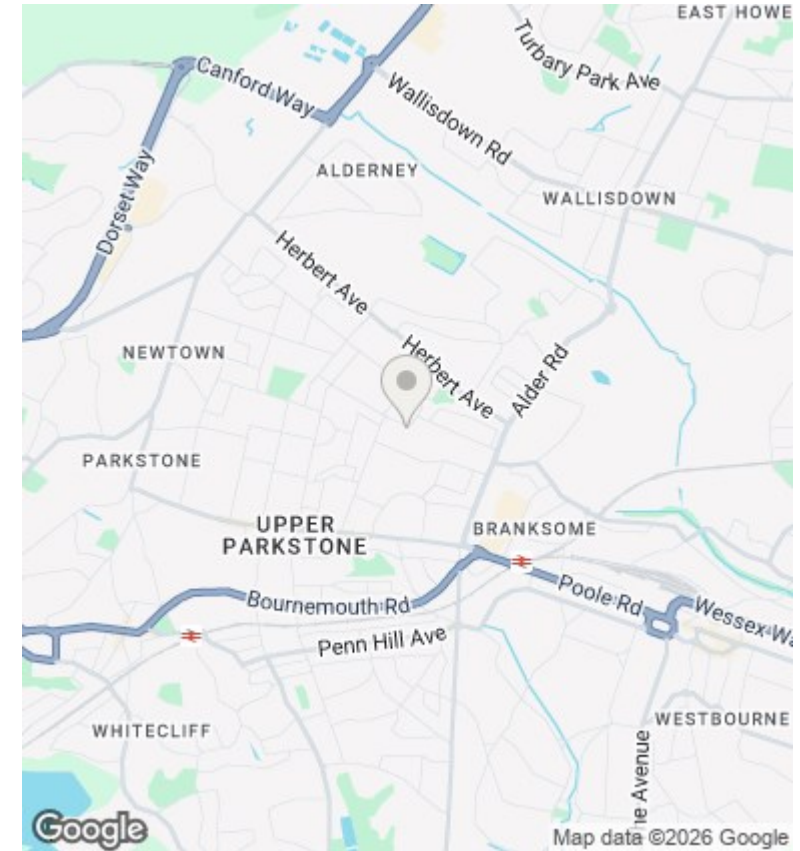 EAST HOWE
Turbary Park Ave
Canford Way
Wallisdown Rd
ALDERNEY
Dorset Way
WALLISDOWN
Herbert Ave
NEWTOWN
Herbert Ave
Alder Rd
PARKSTONE
UPPER
PARKSTONE
BRANKSOME
Bournemouth Rd
Poole Rd
Wessex Wa
Penn Hill Ave
WHITECLIFF
WESTBOURNE
he Avenue
Google
Map data ©2026 Google